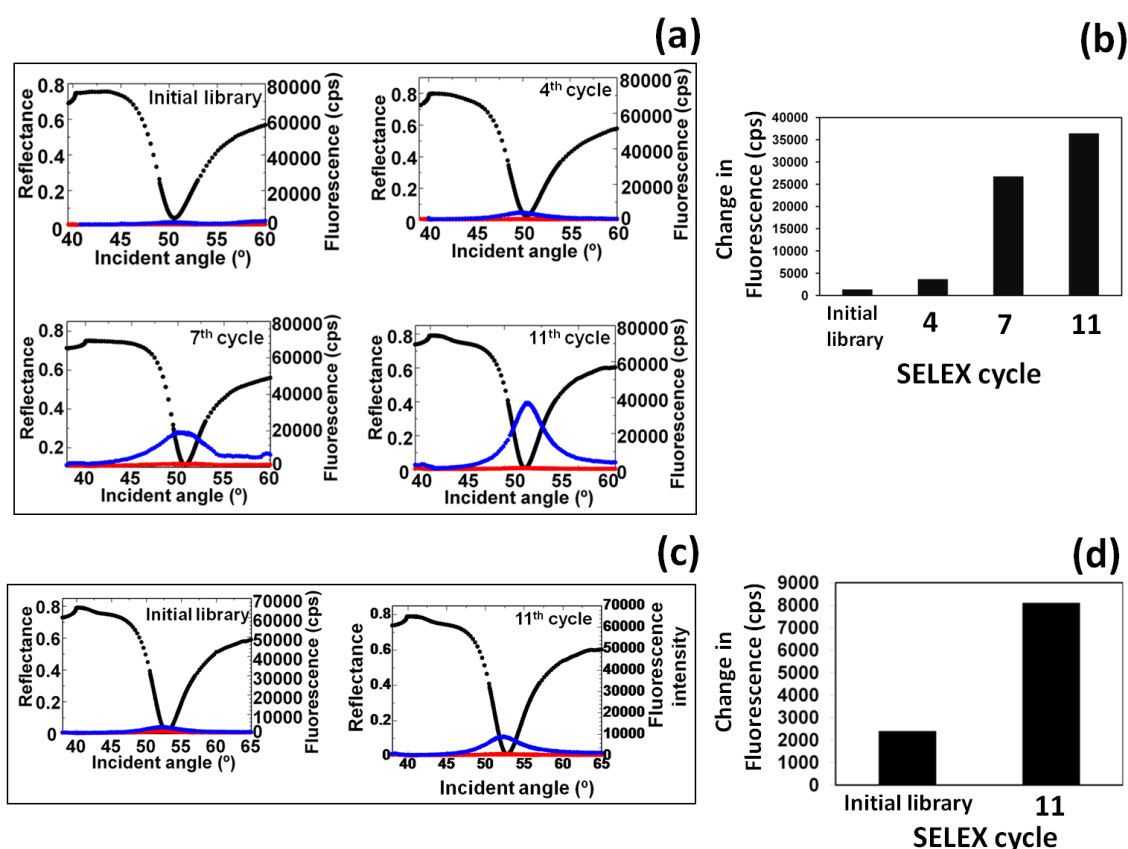 (a)
Initial library
0.8
0.6
0.4
0.2
0
Reflectance
80000
60000
40000
20000
0
Fluorescence (cps)
40 45 50 55 60
Incident angle (º)
4th cycle
0.8
0.6
0.4
0.2
0
Reflectance
80000
60000
40000
20000
0
Fluorescence (cps)
40 45 50 55 60
Incident angle (º)
7th cycle
0.8
0.6
0.4
0.2
Reflectance
80000
60000
40000
20000
0
Fluorescence (cps)
40 45 50 55 60
Incident angle (º)
11th cycle
0.8
0.6
0.4
0.2
0
Reflectance
80000
60000
40000
20000
0
Fluorescence (cps)
40 45 50 55 60
Incident angle (º)
(b)
Change in
Fluorescence (cps)
40000
35000
30000
25000
20000
15000
10000
5000
0
Initial
library
4 7 11
SELEX cycle
(c)
Initial library
0.8
0.6
0.4
0.2
0
Reflectance
70000
60000
50000
40000
30000
20000
10000
0
Fluorescence (cps)
40 45 50 55 60 65
Incident angle (º)
11th cycle
0.8
0.6
0.4
0.2
0
Reflectance
70000
60000
50000
40000
30000
20000
10000
0
Fluorescence
intensity
40 45 50 55 60 65
Incident angle (º)
(d)
Change in
Fluorescence (cps)
9000
8000
7000
6000
5000
4000
3000
2000
1000
0
Initial library 11
SELEX cycle